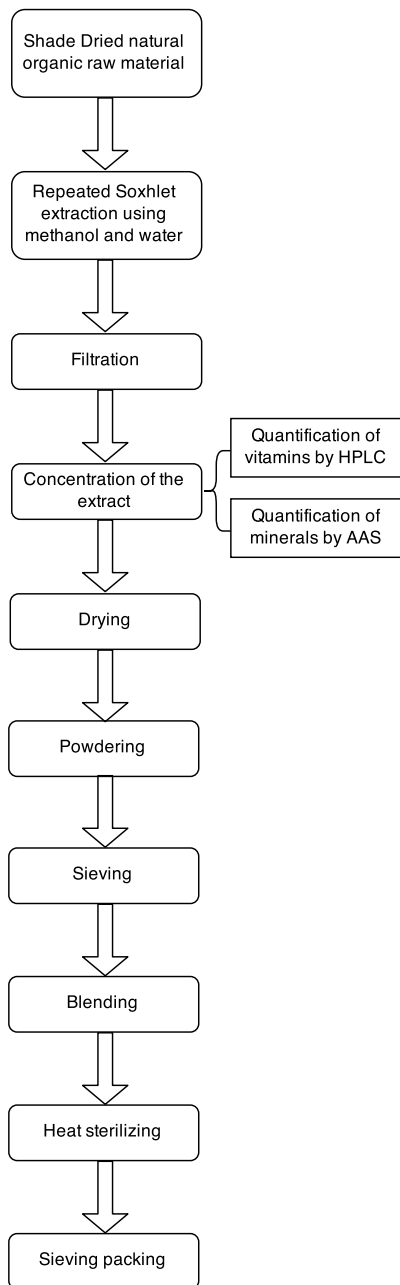 Shade Dried natural
organic raw material
Repeated Soxhlet
extraction using
methanol and water
Filtration
Concentration of the
extract
Quantification of
vitamins by HPLC
Quantification of
minerals by AAS
Drying
Powdering
Sieving
Blending
Heat sterilizing
Sieving packing